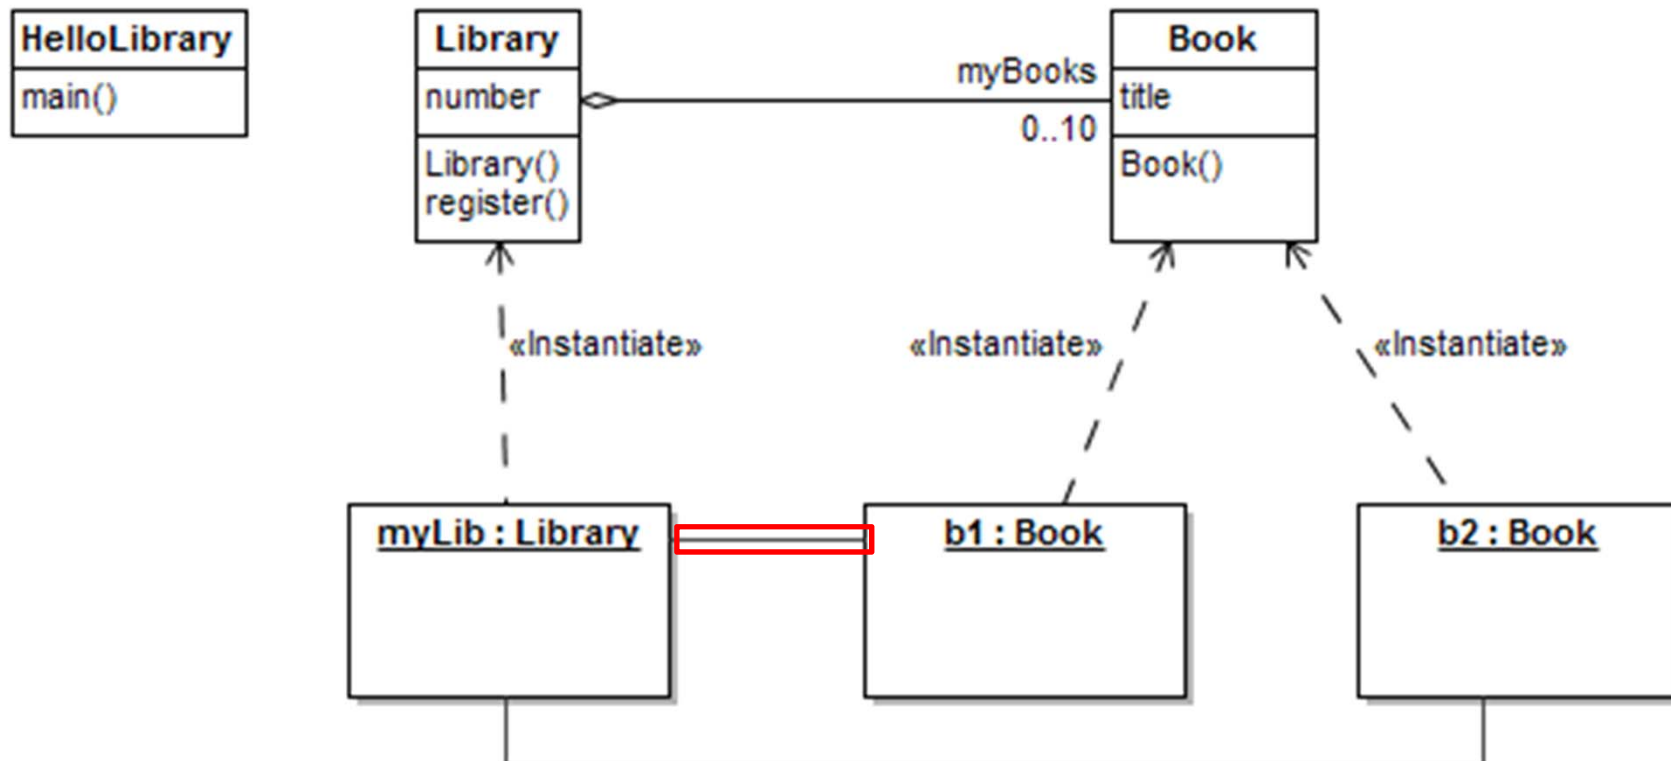 HelloLibrary
main()
Library
number
Library()
register()
myBooks
0..10
Book
title
Book()
«Instantiate»
«Instantiate»
«Instantiate»
myLib : Library
b1 : Book
b2 : Book